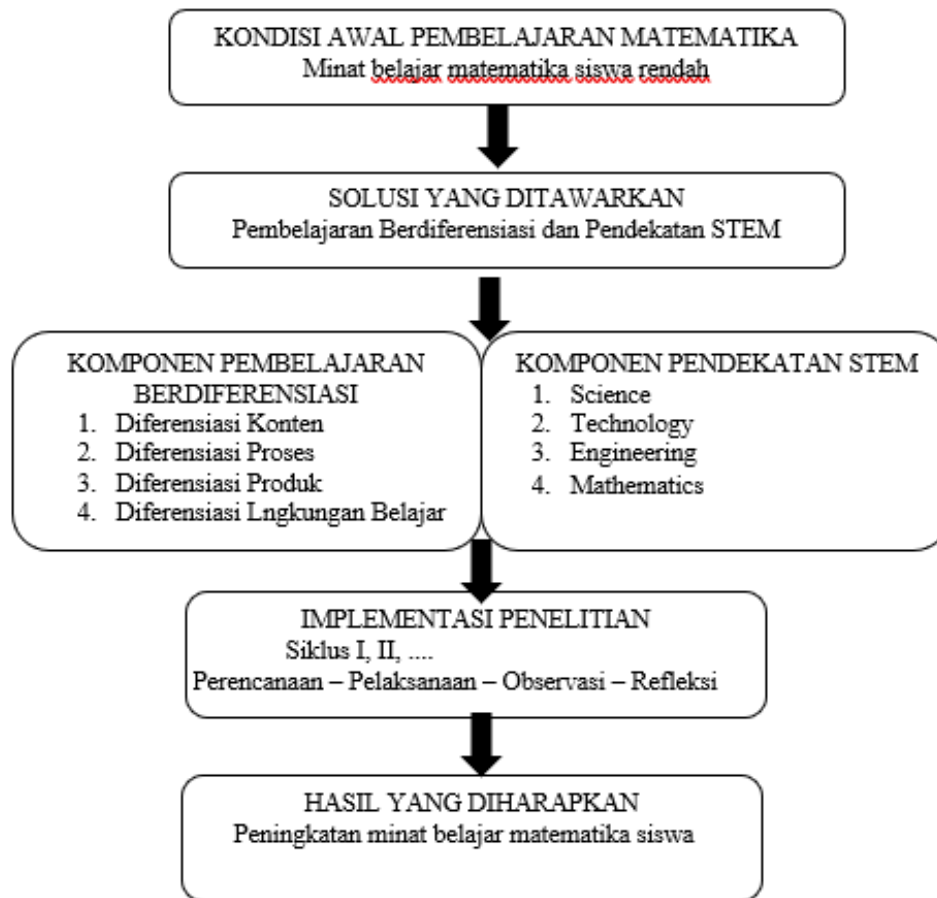 KONDISI AWAL PEMBELAJARAN MATEMATIKA
Minat belajar matematika siswa rendah
SOLUSI YANG DITAWARKAN
Pembelajaran Berdiferensiasi dan Pendekatan STEM
KOMPONEN PEMBELAJARAN
BERDIFERENSIASI
1. Diferensiasi Konten
2. Diferensiasi Proses
3. Diferensiasi Produk
4. Diferensiasi Lngkungan Belajar
KOMPONEN PENDEKATAN STEM
1. Science
2. Technology
3. Engineering
4. Mathematics
IMPLEMENTASI PENELITIAN
Siklus I, II, ....
Perencanaan – Pelaksanaan – Observasi – Refleksi
HASIL YANG DIHARAPKAN
Peningkatan minat belajar matematika siswa